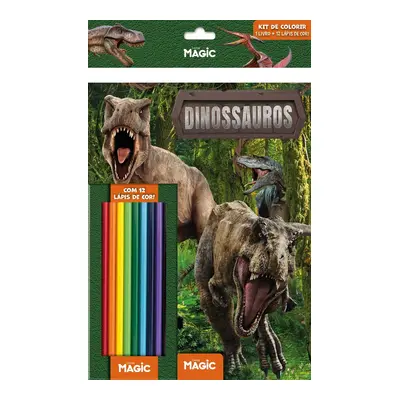 MAGIC
KIT DE COLORIR
1 LIVRO + 12 LÁPIS DE COR!
DINOSSAUROS
COM 12
LÁPIS DE COR!
MAGIC
MAGIC